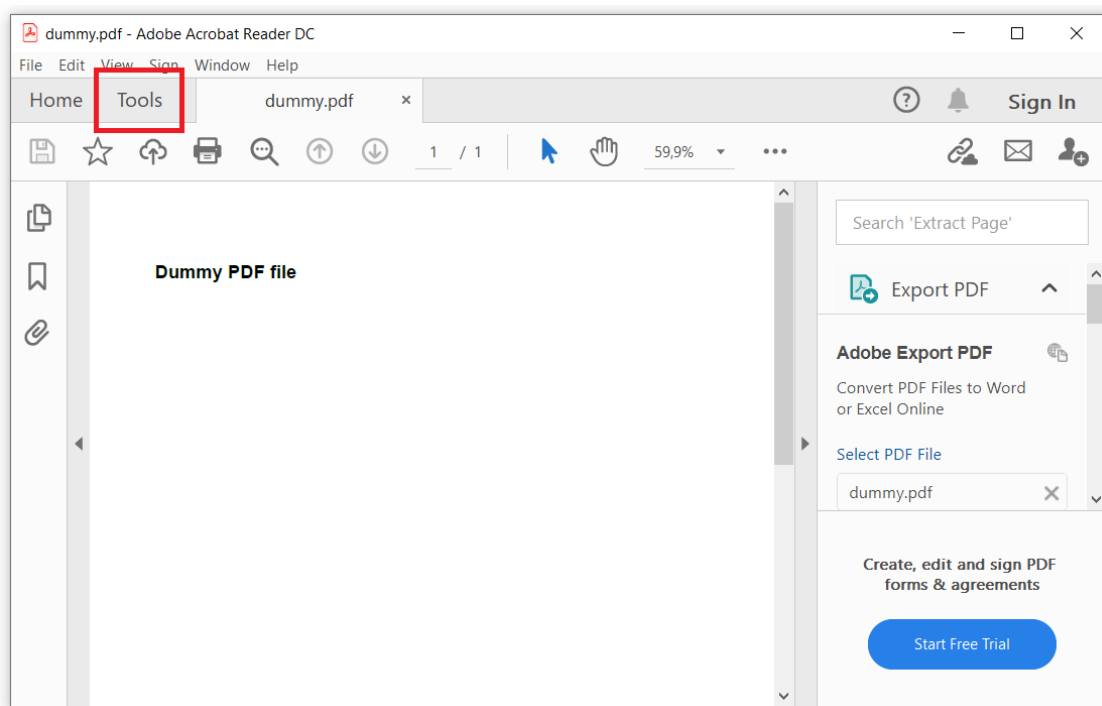 dummy.pdf - Adobe Acrobat Reader DC
File Edit View Sign Window Help
Home Tools dummy.pdf × Sign In
1 / 1 59,9%
Search 'Extract Page'
Dummy PDF file
Export PDF
Adobe Export PDF
Convert PDF Files to Word
or Excel Online
Select PDF File
dummy.pdf
Create, edit and sign PDF
forms & agreements
Start Free Trial